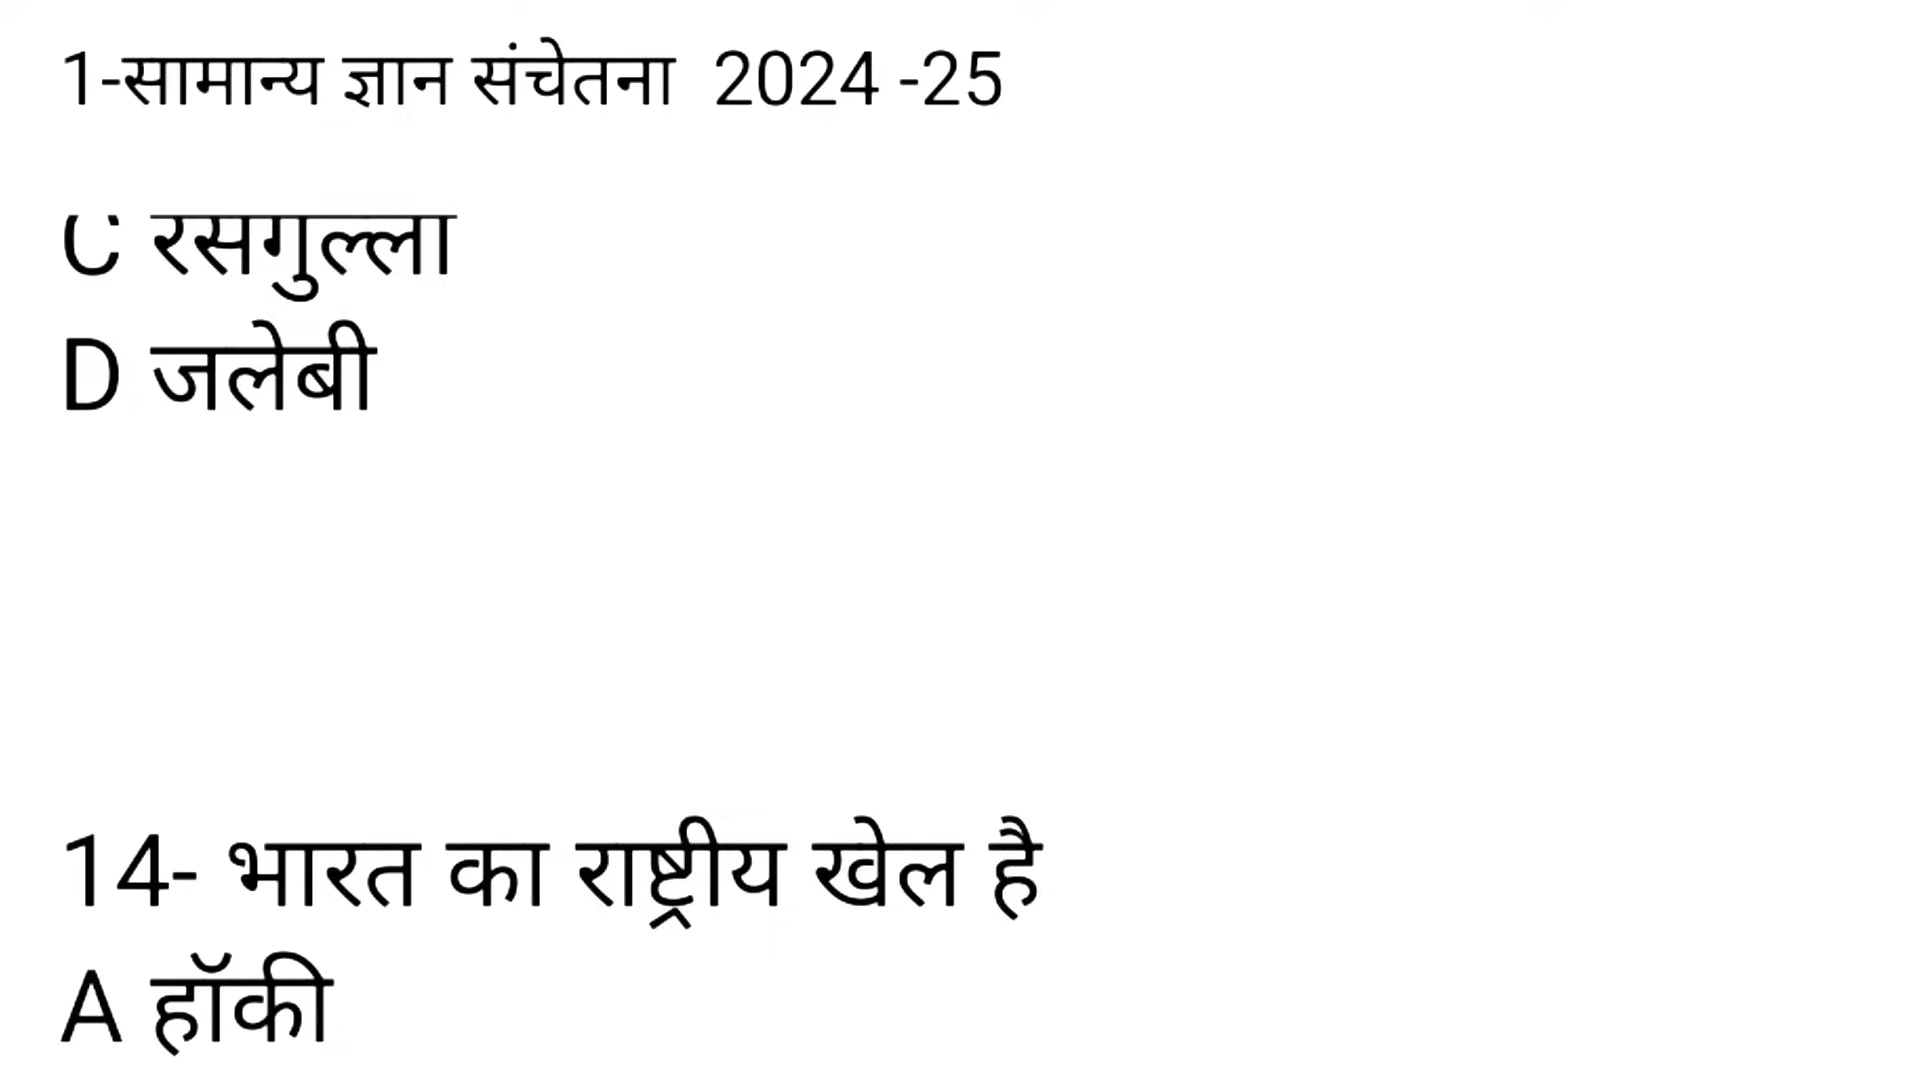 1-सामान्य ज्ञान संचेतना 2024 -25
C रसगुल्ला
D जलेबी
14- भारत का राष्ट्रीय खेल है
A हॉकी